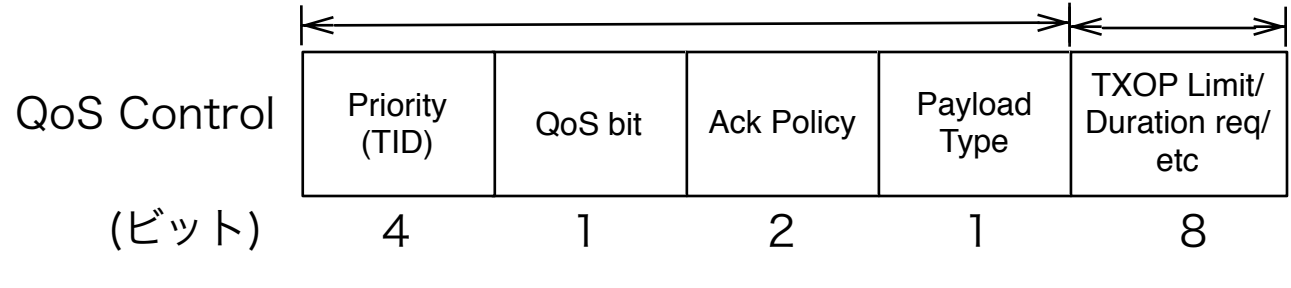 QoS Control
Priority
(TID)
QoS bit
Ack Policy
Payload
Type
TXOP Limit/
Duration req/
etc
(ビット)
4
1
2
1
8